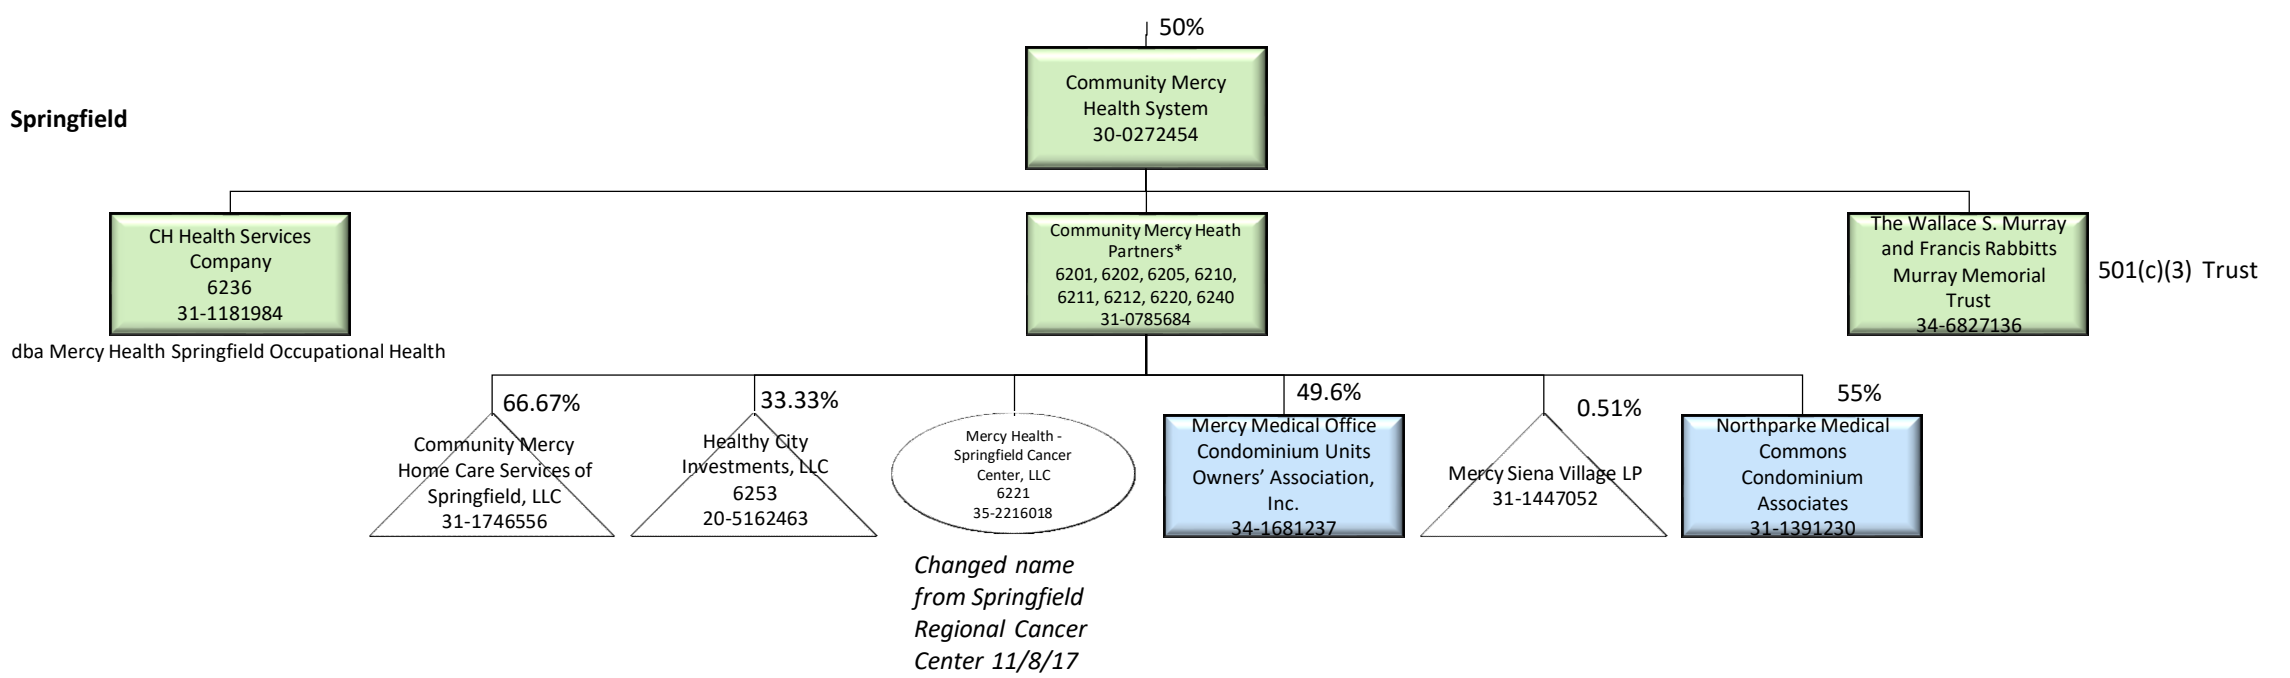 50%
Community Mercy
Health System
30-0272454
Springfield
CH Health Services
Company
6236
31-1181984
dba Mercy Health Springfield Occupational Health
Community Mercy Heath
Partners*
6201, 6202, 6205, 6210,
6211, 6212, 6220, 6240
31-0785684
The Wallace S. Murray
and Francis Rabbitts
Murray Memorial
Trust
34-6827136
501(c)(3) Trust
66.67%
Community Mercy
Home Care Services of
Springfield, LLC
31-1746556
33.33%
Healthy City
Investments, LLC
6253
20-5162463
Mercy Health -
Springfield Cancer
Center, LLC
6221
35-2216018
Changed name
from Springfield
Regional Cancer
Center 11/8/17
49.6%
Mercy Medical Office
Condominium Units
Owners’ Association,
Inc.
34-1681237
0.51%
Mercy Siena Village LP
31-1447052
55%
Northparke Medical
Commons
Condominium
Associates
31-1391230